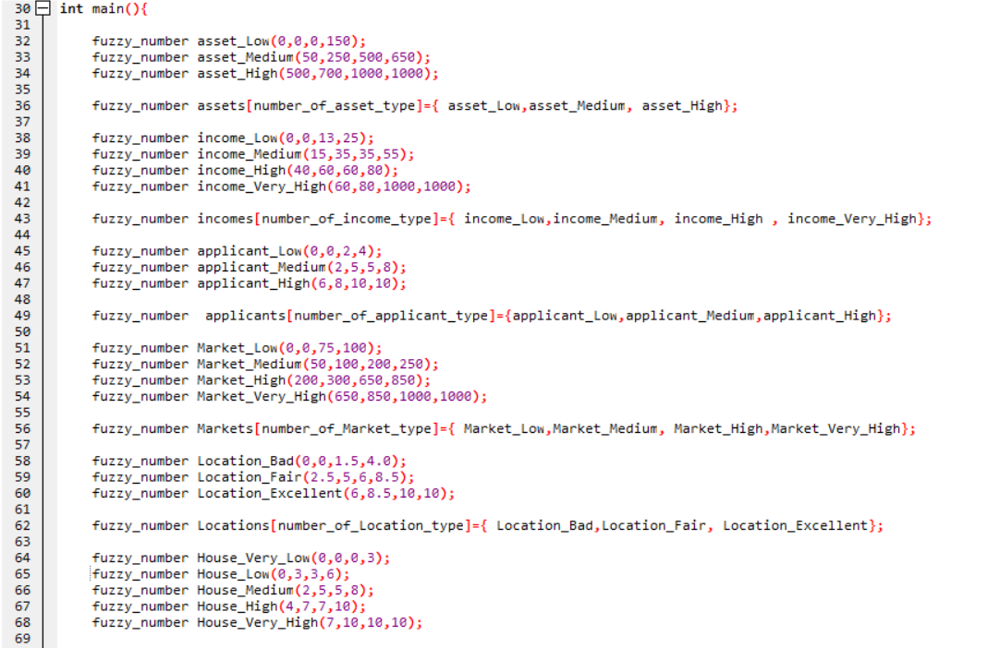 30 int main(){
31
32 fuzzy_number asset_Low(0,0,0,150);
33 fuzzy_number asset_Medium(50,250,500,650);
34 fuzzy_number asset_High(500,700,1000,1000);
35
36 fuzzy_number assets[number_of_asset_type]={ asset_Low,asset_Medium, asset_High};
37
38 fuzzy_number income_Low(0,0,13,25);
39 fuzzy_number income_Medium(15,35,35,55);
40 fuzzy_number income_High(40,60,60,80);
41 fuzzy_number income_Very_High(60,80,1000,1000);
42
43 fuzzy_number incomes[number_of_income_type]={ income_Low,income_Medium, income_High , income_Very_High};
44
45 fuzzy_number applicant_Low(0,0,2,4);
46 fuzzy_number applicant_Medium(2,5,5,8);
47 fuzzy_number applicant_High(6,8,10,10);
48
49 fuzzy_number  applicants[number_of_applicant_type]={applicant_Low,applicant_Medium,applicant_High};
50
51 fuzzy_number Market_Low(0,0,75,100);
52 fuzzy_number Market_Medium(50,100,200,250);
53 fuzzy_number Market_High(200,300,650,850);
54 fuzzy_number Market_Very_High(650,850,1000,1000);
55
56 fuzzy_number Markets[number_of_Market_type]={ Market_Low,Market_Medium, Market_High,Market_Very_High};
57
58 fuzzy_number Location_Bad(0,0,1.5,4.0);
59 fuzzy_number Location_Fair(2.5,5,6,8.5);
60 fuzzy_number Location_Excellent(6,8.5,10,10);
61
62 fuzzy_number Locations[number_of_Location_type]={ Location_Bad,Location_Fair, Location_Excellent};
63
64 fuzzy_number House_Very_Low(0,0,0,3);
65 fuzzy_number House_Low(0,3,3,6);
66 fuzzy_number House_Medium(2,5,5,8);
67 fuzzy_number House_High(4,7,7,10);
68 fuzzy_number House_Very_High(7,10,10,10);
69